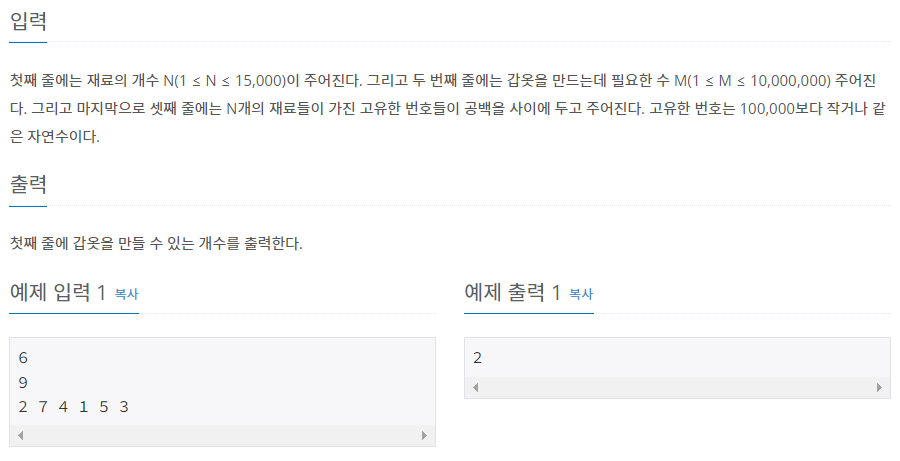 입력
첫째 줄에는 재료의 개수 N(1 ≤ N ≤ 15,000)이 주어진다. 그리고 두 번째 줄에는 갑옷을 만드는데 필요한 수 M(1 ≤ M ≤ 10,000,000) 주어진
다. 그리고 마지막으로 셋째 줄에는 N개의 재료들이 가진 고유한 번호들이 공백을 사이에 두고 주어진다. 고유한 번호는 100,000보다 작거나 같
은 자연수이다.
출력
첫째 줄에 갑옷을 만들 수 있는 개수를 출력한다.
예제 입력 1 복사
6
9
2 7 4 1 5 3
예제 출력 1 복사
2